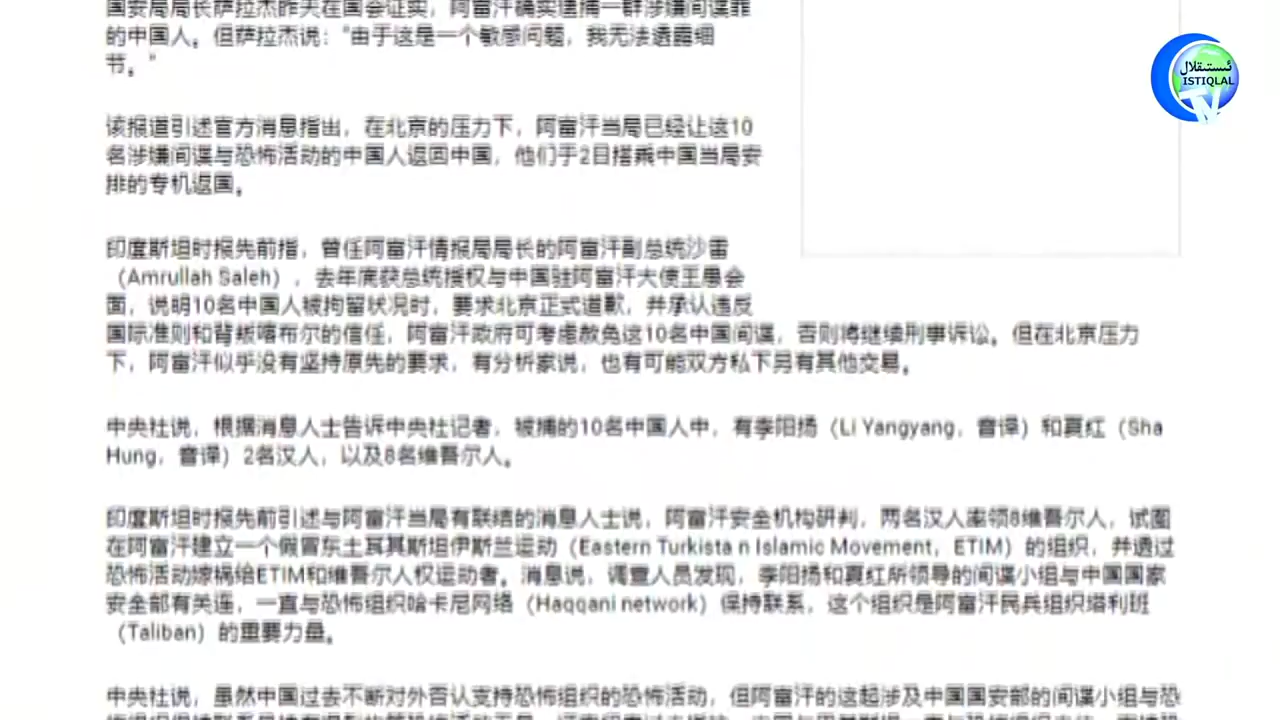 国安局局长萨拉杰昨天在国会证实，阿富汗确实逮捕一群涉嫌间谍罪
的中国人。但萨拉杰说："由于这是一个敏感问题，我无法透露细
节。"
ئىستىقلال
ISTIQLAL
TV
该报道引述官方消息指出，在北京的压力下，阿富汗当局已经让这10
名涉嫌间谍与恐怖活动的中国人返回中国，他们于2日搭乘中国当局安
排的专机返国。
印度斯坦时报先前指，曾任阿富汗情报局局长的阿富汗副总统沙雷
（Amrullah Saleh），去年底获总统授权与中国驻阿富汗大使王愚会
面，说明10名中国人被拘留状况时，要求北京正式道歉，并承认违反
国际准则和背叛喀布尔的信任，阿富汗政府可考虑赦免这10名中国间谍，否则将继续刑事诉讼。但在北京压力
下，阿富汗似乎没有坚持原先的要求，有分析家说，也有可能双方私下另有其他交易。
中央社说，根据消息人士告诉中央社记者，被捕的10名中国人中，有李阳扬（Li Yangyang，音译）和夏红（Sha
Hung，音译）2名汉人，以及8名维吾尔人。
印度斯坦时报先前引述与阿富汗当局有联结的消息人士说，阿富汗安全机构研判，两名汉人率领8维吾尔人，试图
在阿富汗建立一个假冒东土耳其斯坦伊斯兰运动（Eastern Turkista n Islamic Movement，ETIM）的组织，并透过
恐怖活动嫁祸给ETIM和维吾尔人权运动者。消息说，调查人员发现，李阳扬和夏红所领导的间谍小组与中国国家
安全部有关连，一直与恐怖组织哈卡尼网络（Haqqani network）保持联系，这个组织是阿富汗民兵组织塔利班
（Taliban）的重要力量。
中央社说，虽然中国过去不断对外否认支持恐怖组织的恐怖活动，但阿富汗的这起涉及中国国安部的间谍小组与恐